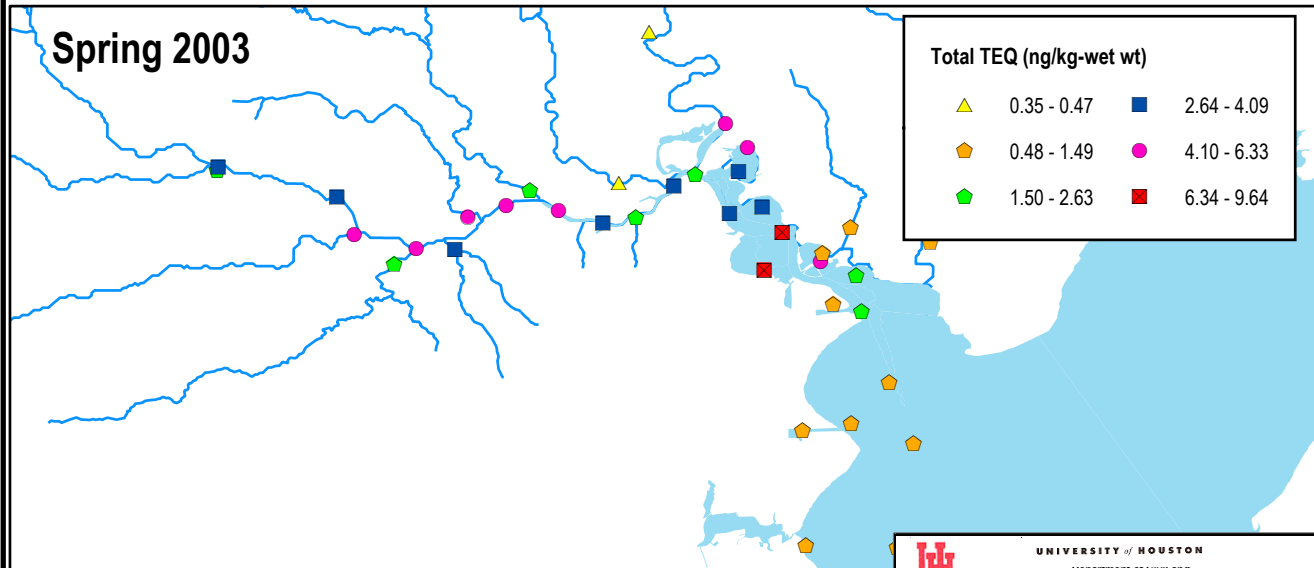 Spring 2003
Total TEQ (ng/kg-wet wt)
0.35 - 0.47
2.64 - 4.09
0.48 - 1.49
4.10 - 6.33
1.50 - 2.63
6.34 - 9.64
UNIVERSITY of HOUSTON